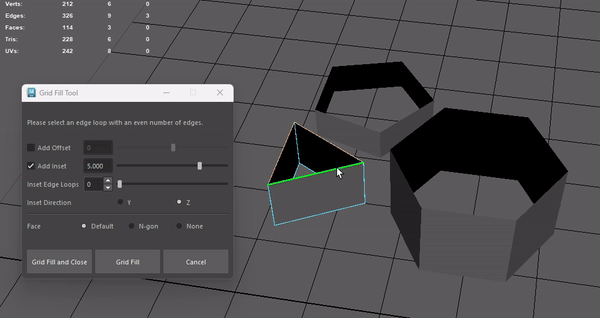 Verts: 212 6 0
Edges: 326 9 3
Faces: 114 3 0
Tris: 228 6 0
UVs: 242 8 0
Grid Fill Tool
Please select an edge loop with an even number of edges.
Add Offset 0
Add Inset 5.000
Inset Edge Loops 0
Inset Direction Y Z
Face Default N-gon None
Grid Fill and Close Grid Fill Cancel